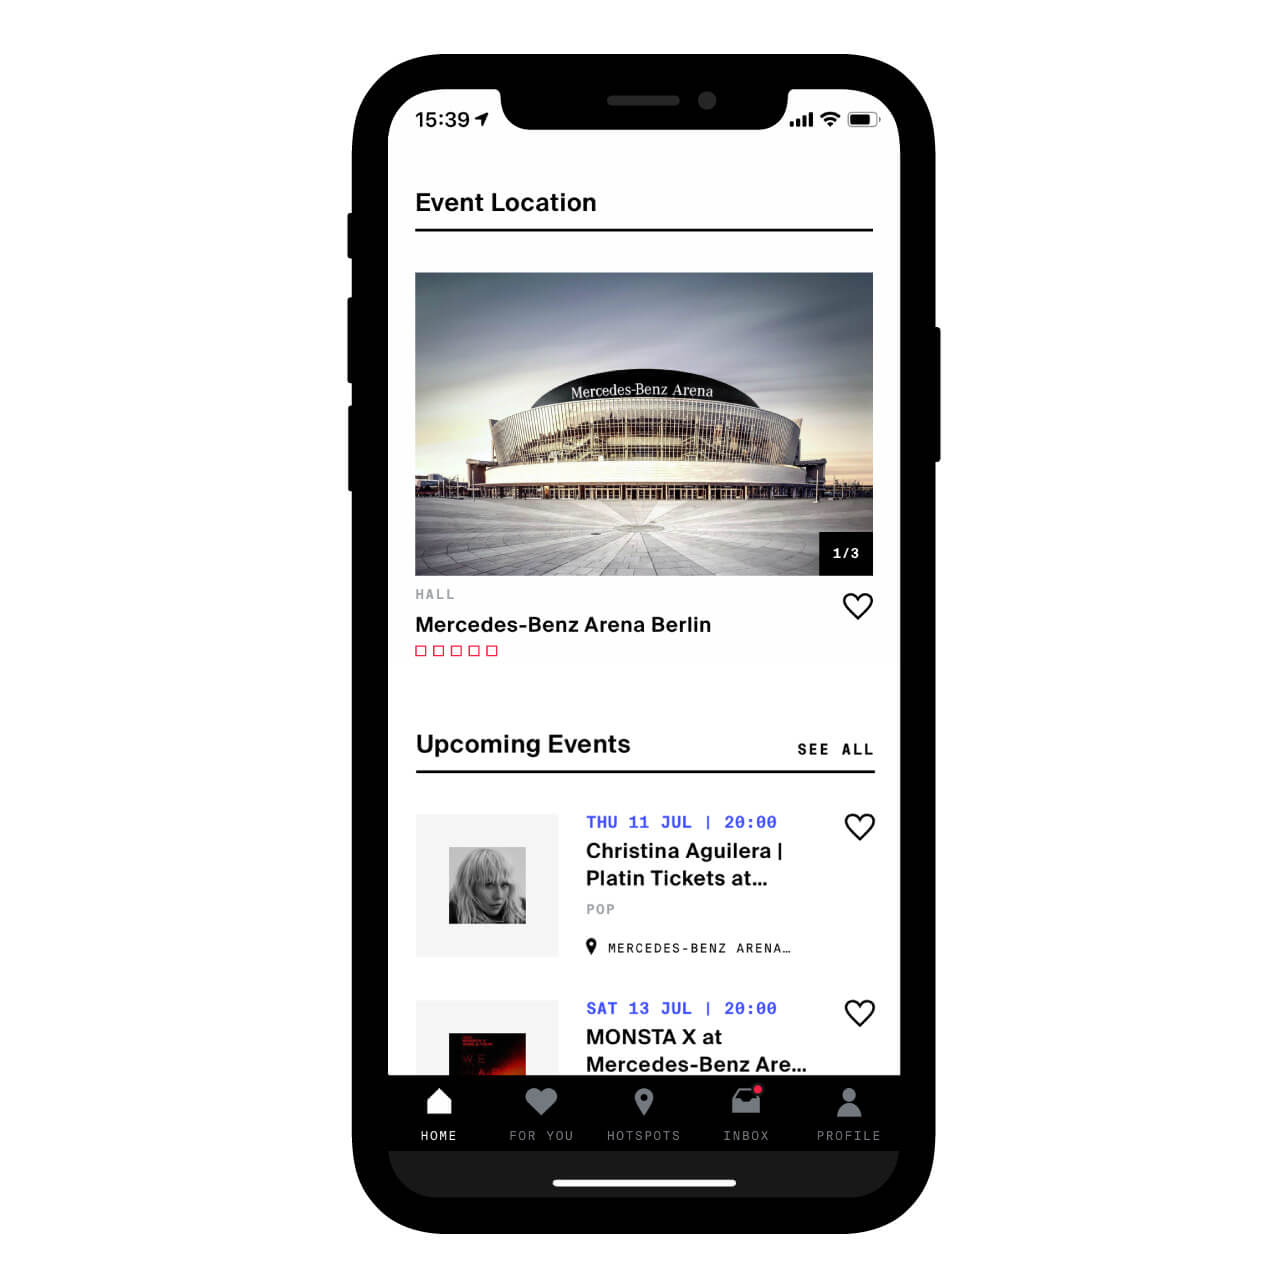 15:39
Event Location
Mercedes-Benz Arena
1/3
HALL
Mercedes-Benz Arena Berlin
Upcoming Events
SEE ALL
THU 11 JUL | 20:00
Christina Aguilera |
Platin Tickets at…
POP
MERCEDES-BENZ ARENA…
SAT 13 JUL | 20:00
MONSTA X at
Mercedes-Benz Are…
WE
HOME
FOR YOU
HOTSPOTS
INBOX
PROFILE